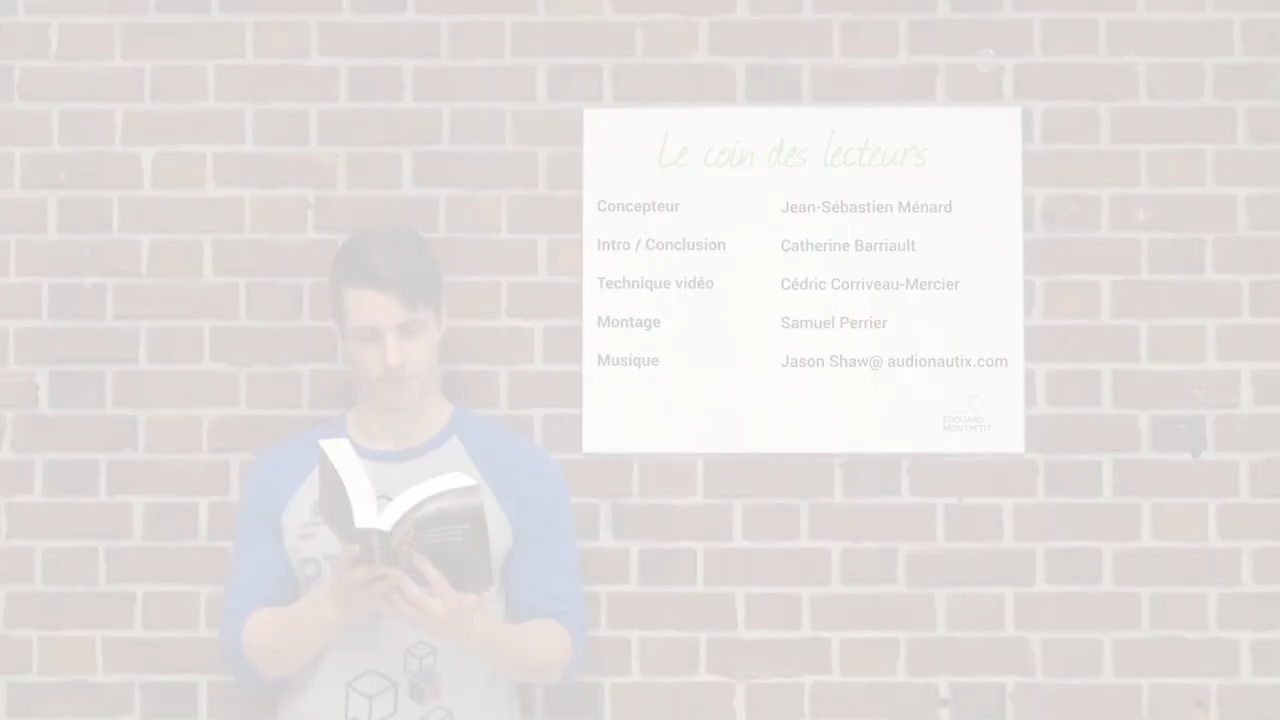 Le coin des lecteurs
Concepteur Jean-Sébastien Ménard
Intro / Conclusion Catherine Barriault
Technique vidéo Cédric Corriveau-Mercier
Montage Samuel Perrier
Musique Jason Shaw@ audionautix.com
ÉDOUARD
MONTPETIT